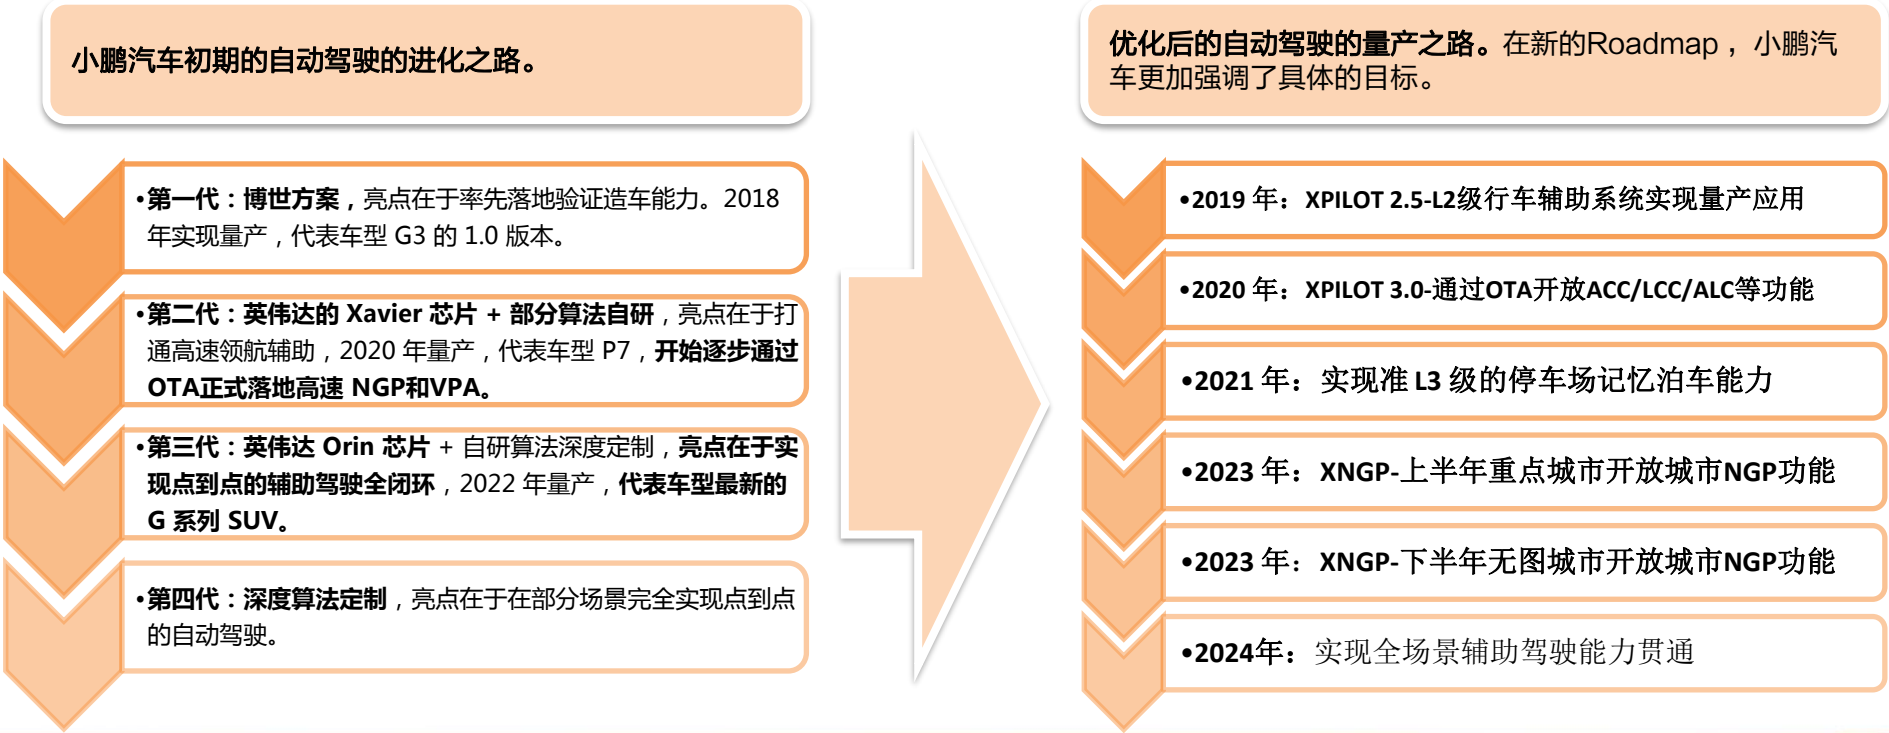 小鹏汽车初期的自动驾驶的进化之路。
•第一代：博世方案，亮点在于率先落地验证造车能力。2018
年实现量产，代表车型 G3 的 1.0 版本。
•第二代：英伟达的 Xavier 芯片 + 部分算法自研，亮点在于打
通高速领航辅助，2020 年量产，代表车型 P7，开始逐步通过
OTA正式落地高速 NGP和VPA。
•第三代：英伟达 Orin 芯片 + 自研算法深度定制，亮点在于实
现点到点的辅助驾驶全闭环，2022 年量产，代表车型最新的
G 系列 SUV。
•第四代：深度算法定制，亮点在于在部分场景完全实现点到点
的自动驾驶。
优化后的自动驾驶的量产之路。在新的Roadmap，小鹏汽
车更加强调了具体的目标。
•2019 年：XPILOT 2.5-L2级行车辅助系统实现量产应用
•2020 年：XPILOT 3.0-通过OTA开放ACC/LCC/ALC等功能
•2021 年：实现准 L3 级的停车场记忆泊车能力
•2023 年：XNGP-上半年重点城市开放城市NGP功能
•2023 年：XNGP-下半年无图城市开放城市NGP功能
•2024年：实现全场景辅助驾驶能力贯通